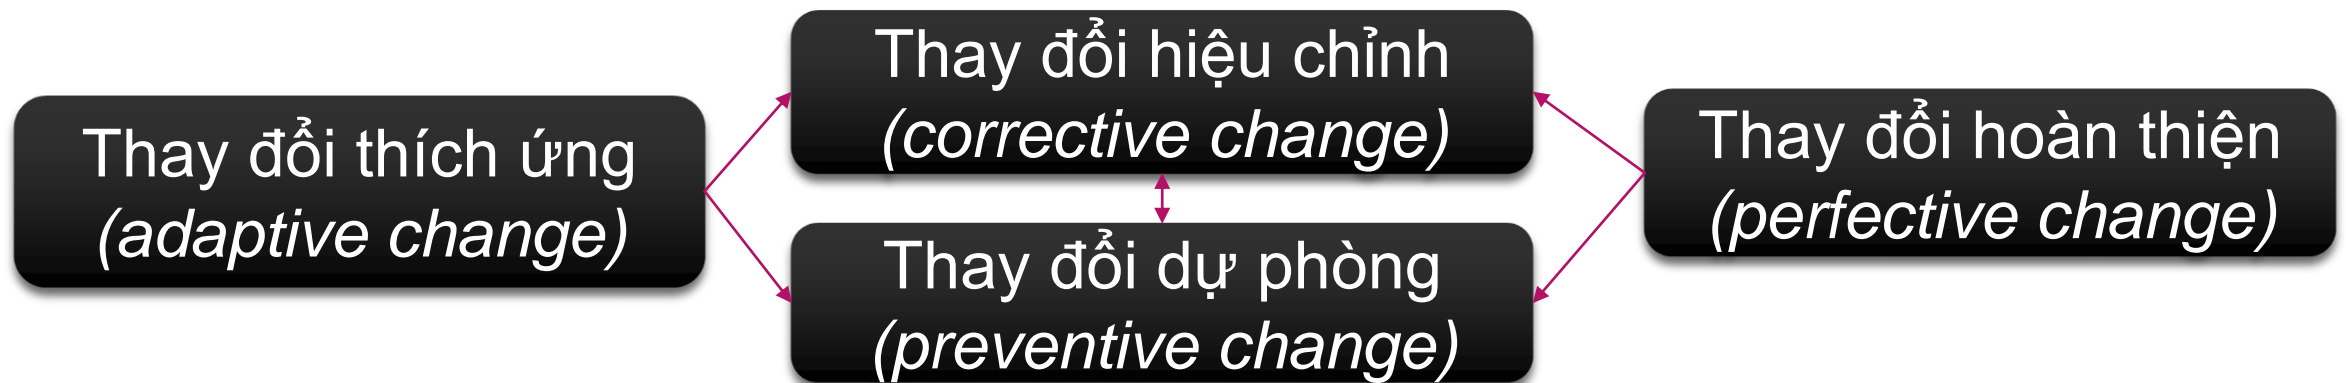 Thay đổi thích ứng
(adaptive change)
Thay đổi hiệu chỉnh
(corrective change)
Thay đổi dự phòng
(preventive change)
Thay đổi hoàn thiện
(perfective change)